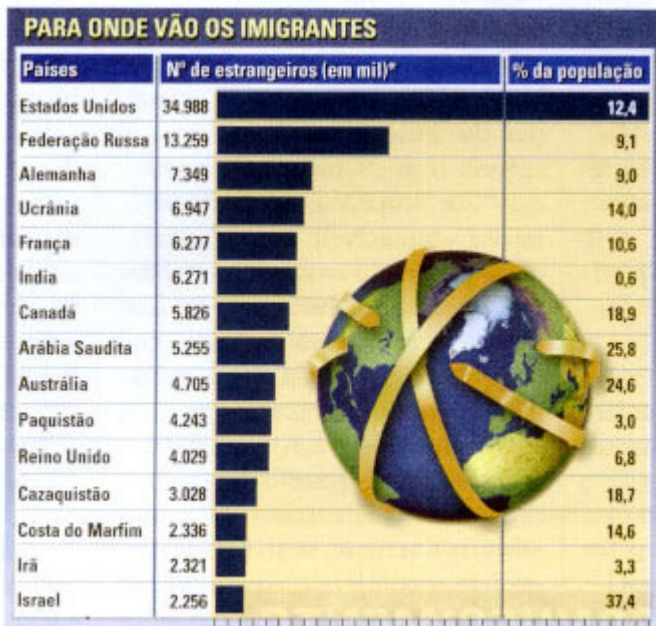 PARA ONDE VÃO OS IMIGRANTES
Países Nº de estrangeiros (em mil)* % da população
Estados Unidos 34.988 12,4
Federação Russa 13.259 9,1
Alemanha 7.349 9,0
Ucrânia 6.947 14,0
França 6.277 10,6
Índia 6.271 0,6
Canadá 5.826 18,9
Arábia Saudita 5.255 25,8
Austrália 4.705 24,6
Paquistão 4.243 3,0
Reino Unido 4.029 6,8
Cazaquistão 3.028 18,7
Costa do Marfim 2.336 14,6
Irã 2.321 3,3
Israel 2.256 37,4